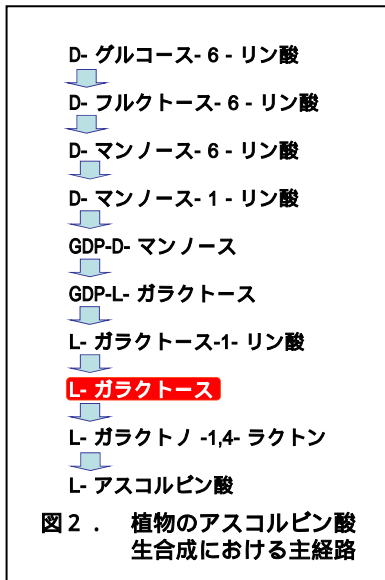 D- グルコース- 6 - リン酸
D- フルクトース- 6 - リン酸
D- マンノース- 6 - リン酸
D- マンノース- 1 - リン酸
GDP-D- マンノース
GDP-L- ガラクトース
L- ガラクトース-1- リン酸
L- ガラクトース
L- ガラクトノ -1,4- ラクトン
L- アスコルビン酸
図２． 植物のアスコルビン酸
生合成における主経路